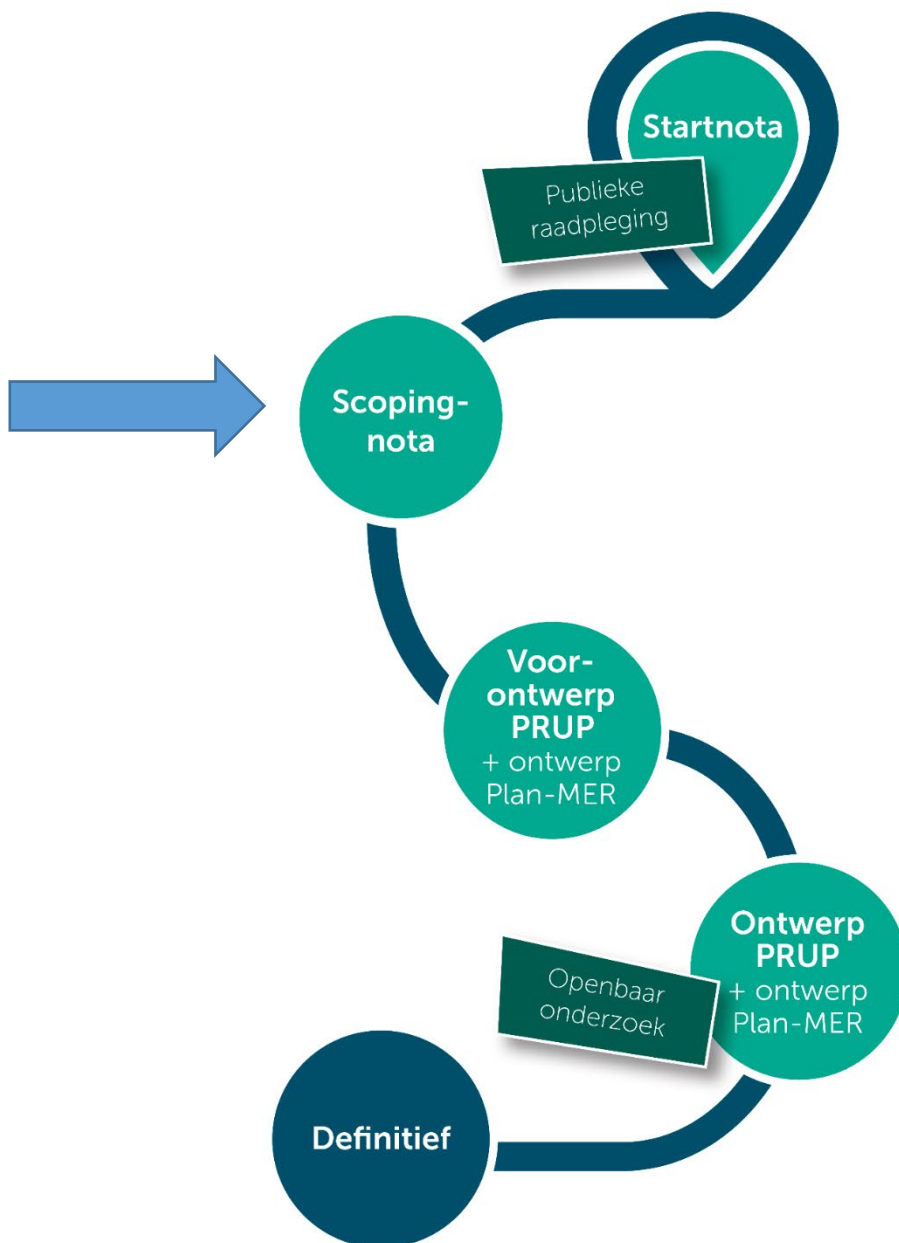 Startnota
Publieke
raadpleging
Scoping-
nota
Voor-
ontwerp
PRUP
+ ontwerp
Plan-MER
Ontwerp
PRUP
+ ontwerp
Plan-MER
Openbaar
onderzoek
Definitief